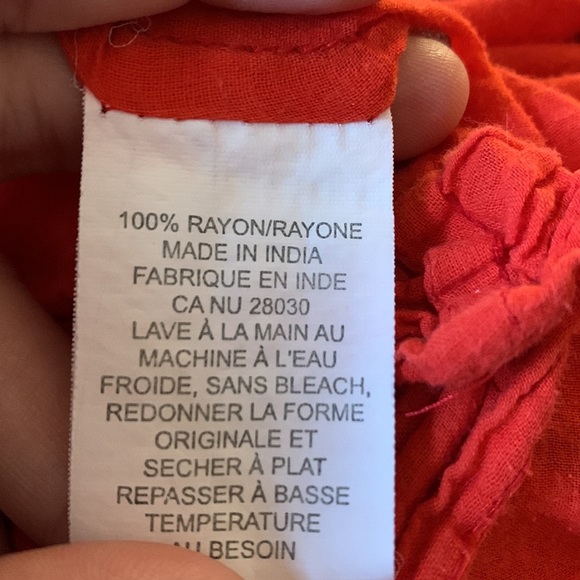 100% RAYON/RAYONE
MADE IN INDIA
FABRIQUE EN INDE
CA NU 28030
LAVE À LA MAIN AU
MACHINE À L'EAU
FROIDE, SANS BLEACH,
REDONNER LA FORME
ORIGINALE ET
SECHER À PLAT
REPASSER À BASSE
TEMPERATURE
AU BESOIN